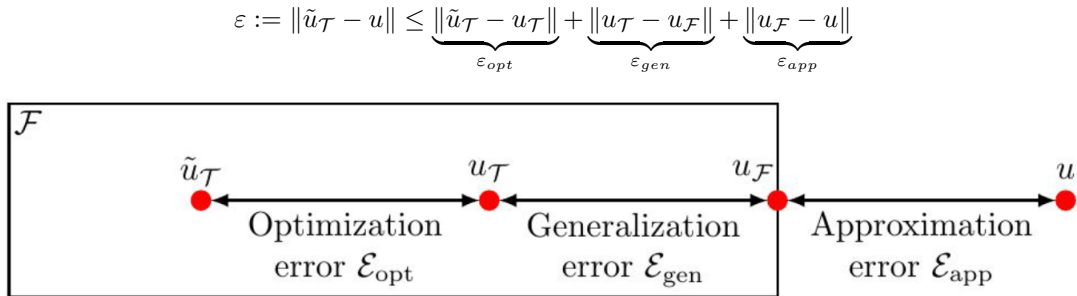 ε := ‖ũ_𝒯 − u‖ ≤ ‖ũ_𝒯 − u_𝒯‖ + ‖u_𝒯 − u_ℱ‖ + ‖u_ℱ − u‖
ε_opt ε_gen ε_app
ℱ
ũ_𝒯 u_𝒯 u_ℱ u
Optimization Generalization Approximation
error ℰ_opt error ℰ_gen error ℰ_app